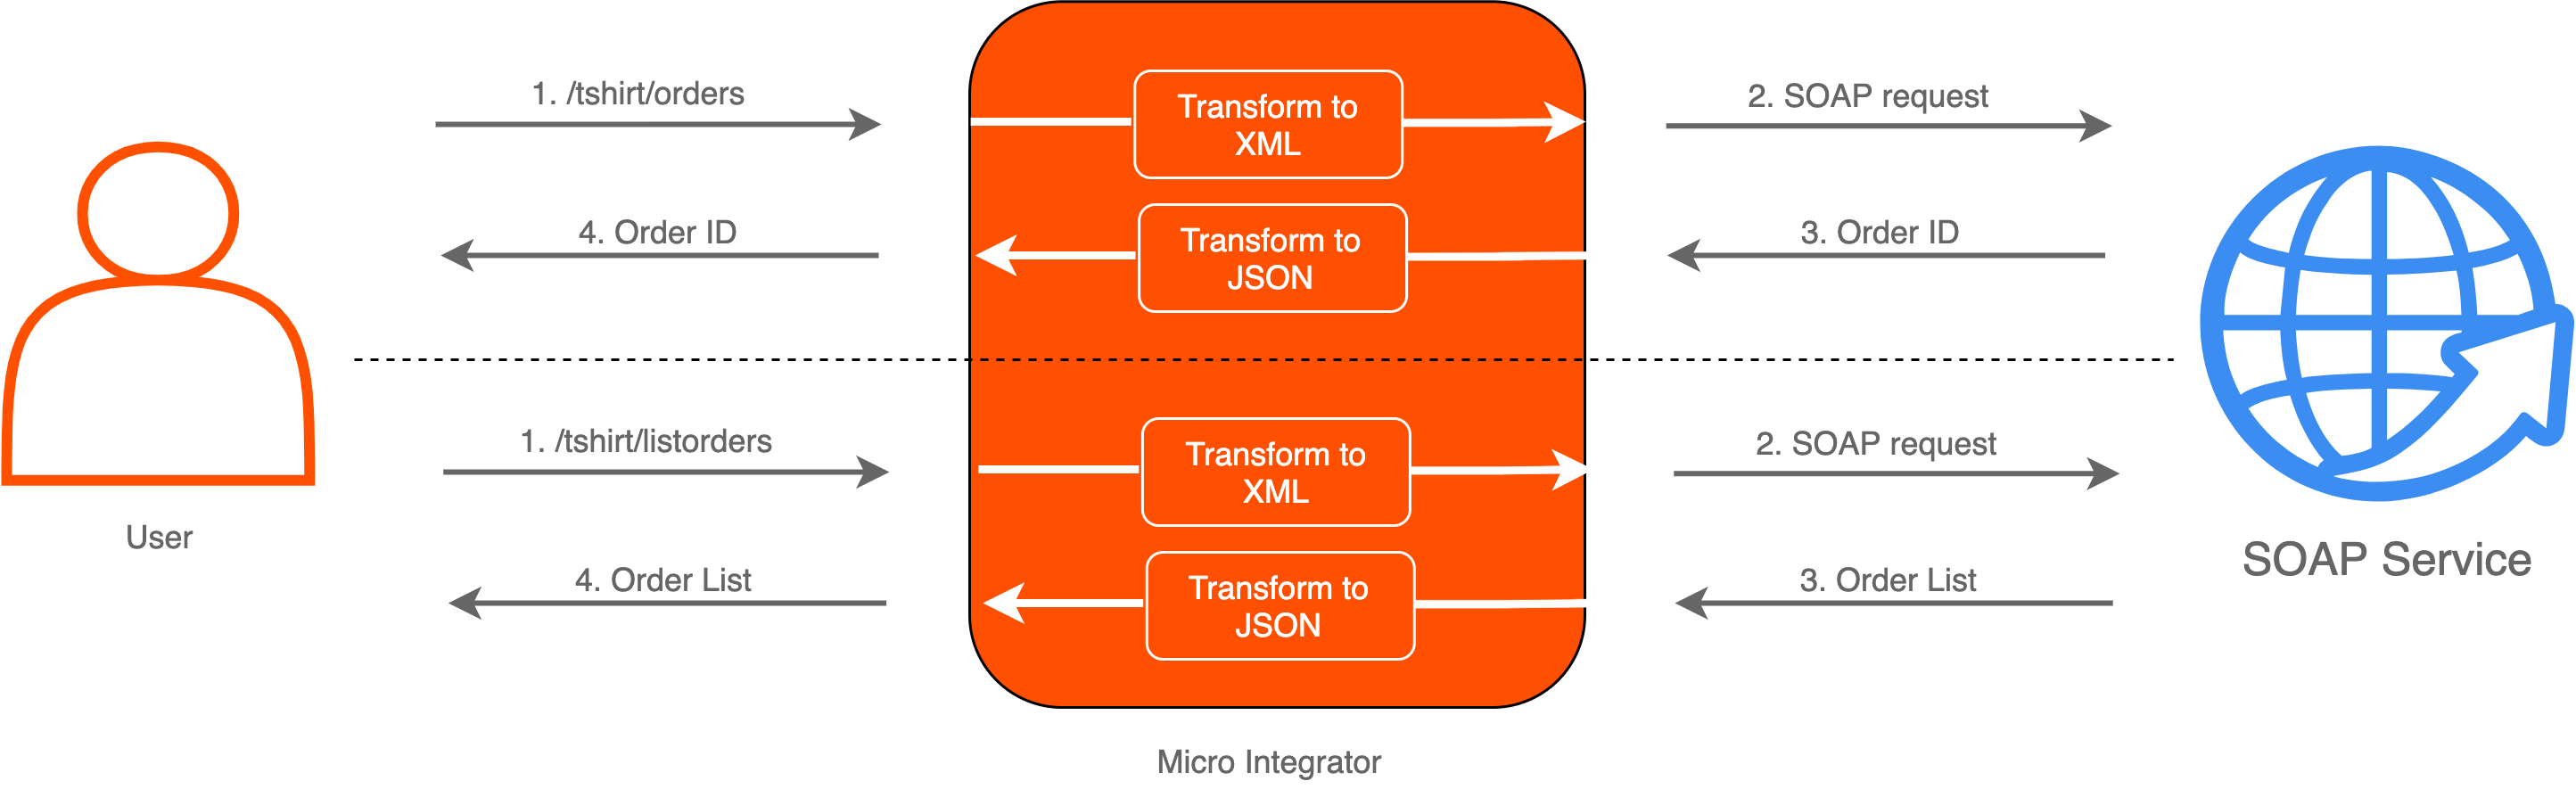 1. /tshirt/orders
Transform to
XML
2. SOAP request
4. Order ID
Transform to
JSON
3. Order ID
1. /tshirt/listorders
Transform to
XML
2. SOAP request
User
4. Order List
Transform to
JSON
3. Order List
SOAP Service
Micro Integrator